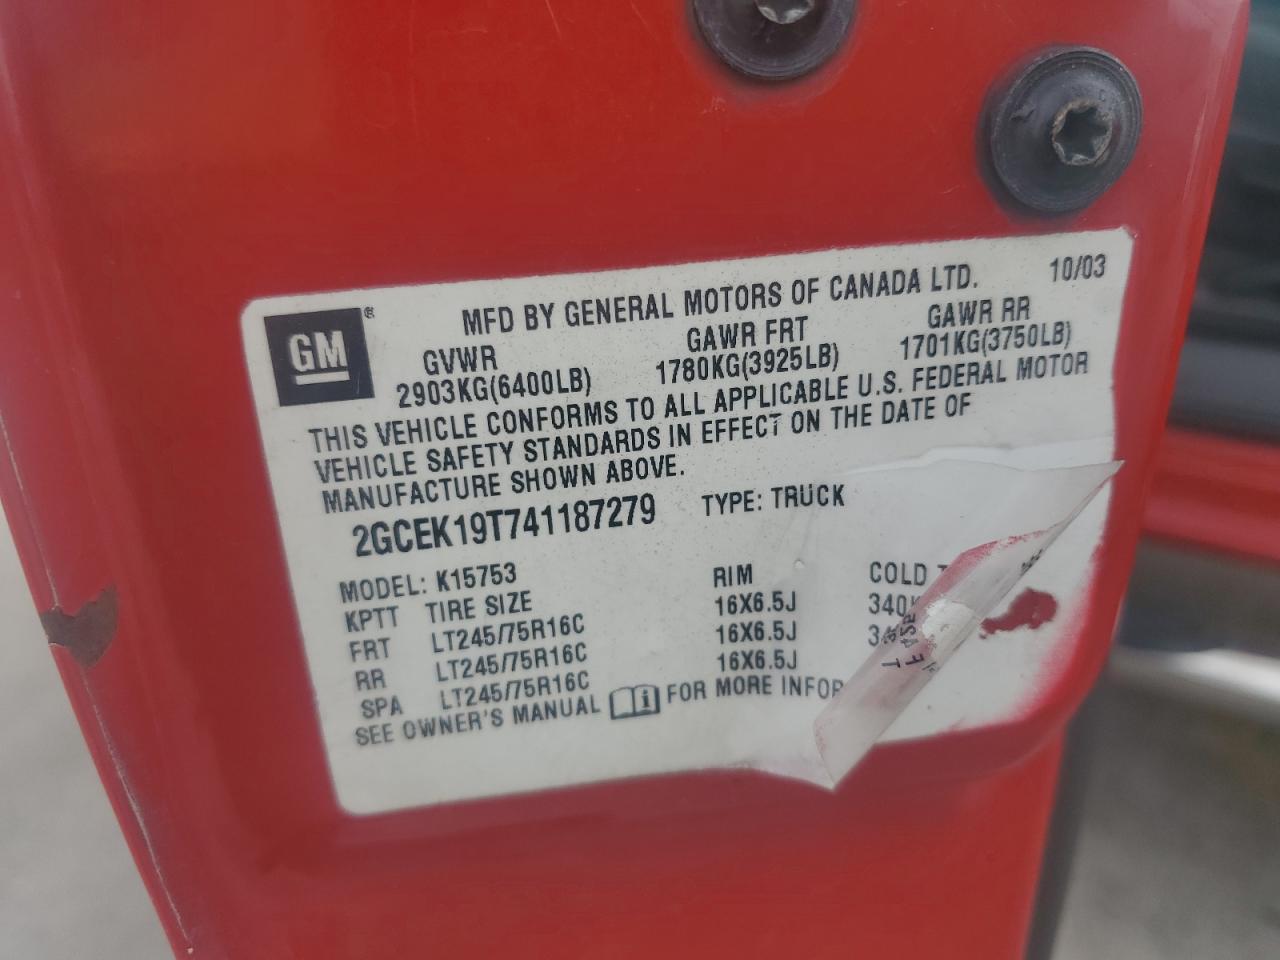 MFD BY GENERAL MOTORS OF CANADA LTD. 10/03
GM ®
GVWR GAWR FRT GAWR RR
2903KG(6400LB) 1780KG(3925LB) 1701KG(3750LB)
THIS VEHICLE CONFORMS TO ALL APPLICABLE U.S. FEDERAL MOTOR
VEHICLE SAFETY STANDARDS IN EFFECT ON THE DATE OF
MANUFACTURE SHOWN ABOVE.
2GCEK19T741187279 TYPE: TRUCK
MODEL: K15753
KPTT TIRE SIZE RIM COLD
FRT LT245/75R16C 16X6.5J 340
RR LT245/75R16C 16X6.5J
SPA LT245/75R16C 16X6.5J
SEE OWNER'S MANUAL FOR MORE INFOR